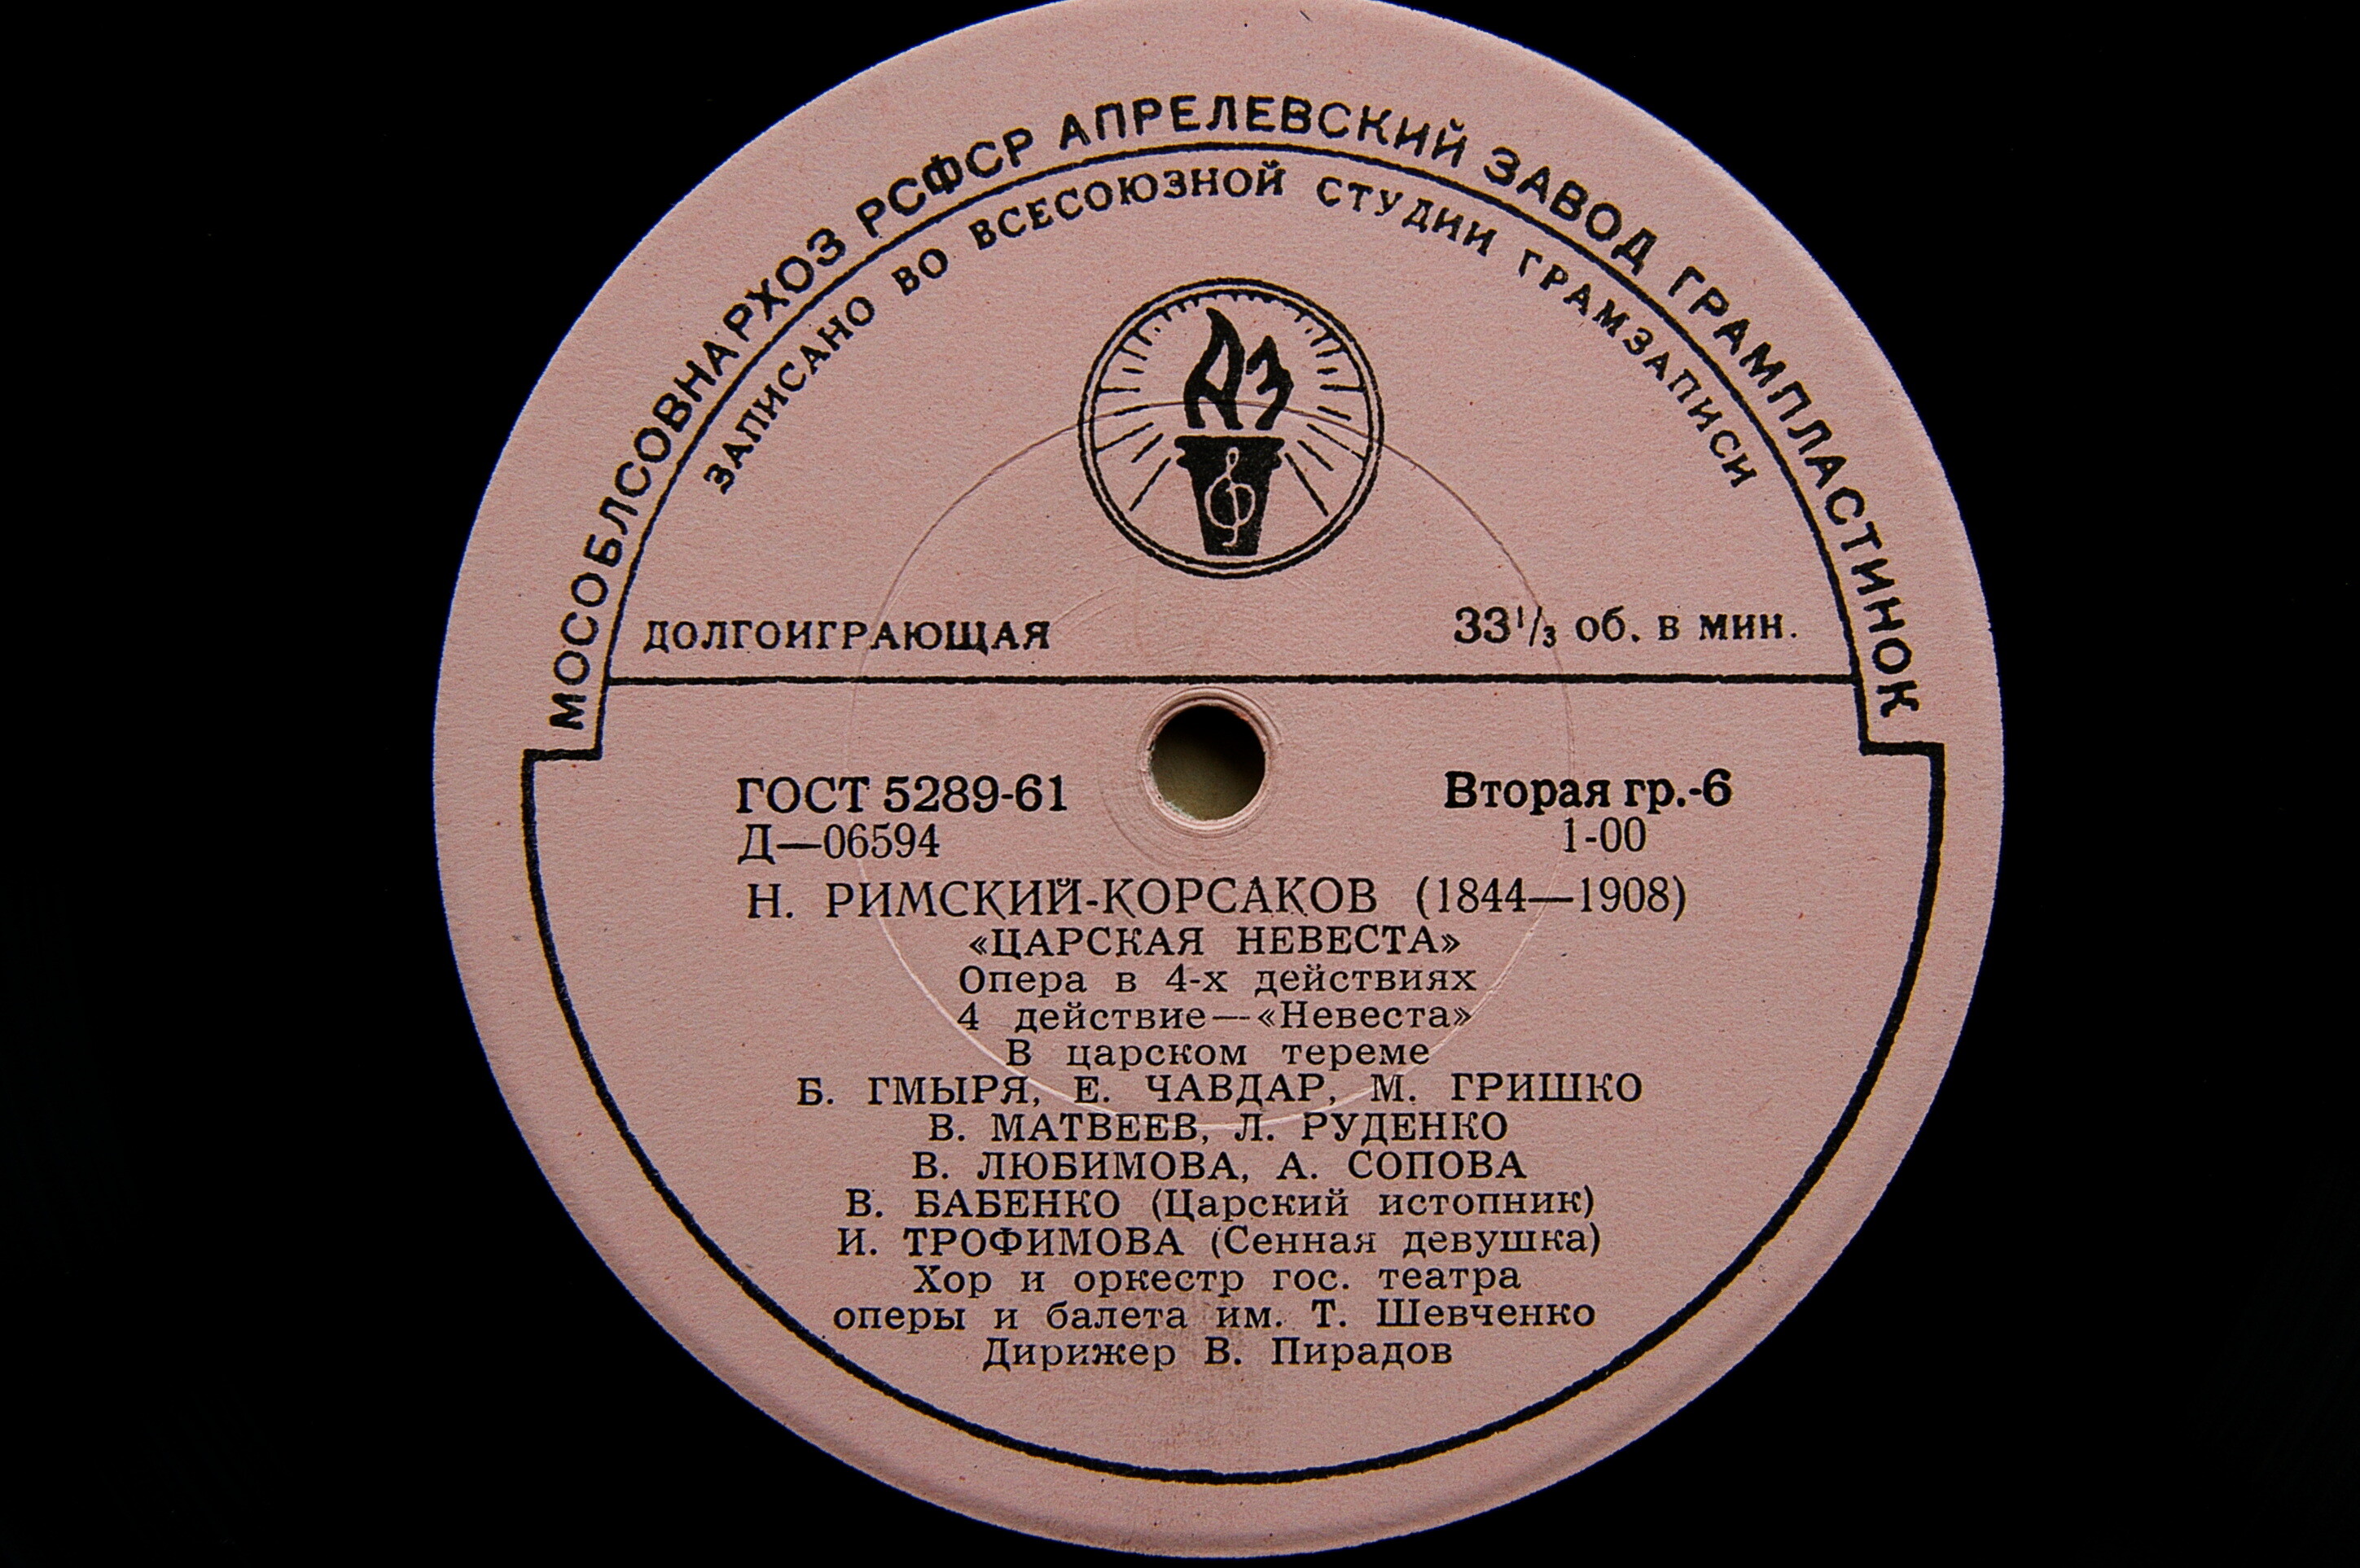 МОСОБЛСОВНАРХОЗ РСФСР АПРЕЛЕВСКИЙ ЗАВОД ГРАМПЛАСТИНОК
ЗАПИСАНО ВО ВСЕСОЮЗНОЙ СТУДИИ ГРАМЗАПИСИ
АЗ
ДОЛГОИГРАЮЩАЯ 33⅓ об. в мин.
ГОСТ 5289-61 Вторая гр.-6
Д—06594 1-00
Н. РИМСКИЙ-КОРСАКОВ (1844—1908)
«ЦАРСКАЯ НЕВЕСТА»
Опера в 4-х действиях
4 действие—«Невеста»
В царском тереме
Б. ГМЫРЯ, Е. ЧАВДАР, М. ГРИШКО
В. МАТВЕЕВ, Л. РУДЕНКО
В. ЛЮБИМОВА, А. СОПОВА
В. БАБЕНКО (Царский истопник)
И. ТРОФИМОВА (Сенная девушка)
Хор и оркестр гос. театра
оперы и балета им. Т. Шевченко
Дирижер В. Пирадов